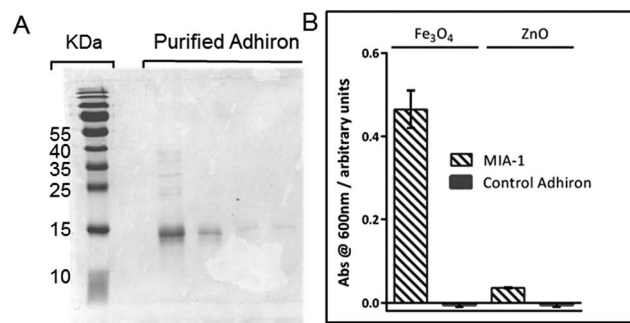 A
KDa
Purified Adhiron
55
40
35
25
15
10
B
Fe₃O₄ ZnO
Abs @ 600nm / arbitrary units
0.6
0.4
0.2
0.0
MIA-1
Control Adhiron